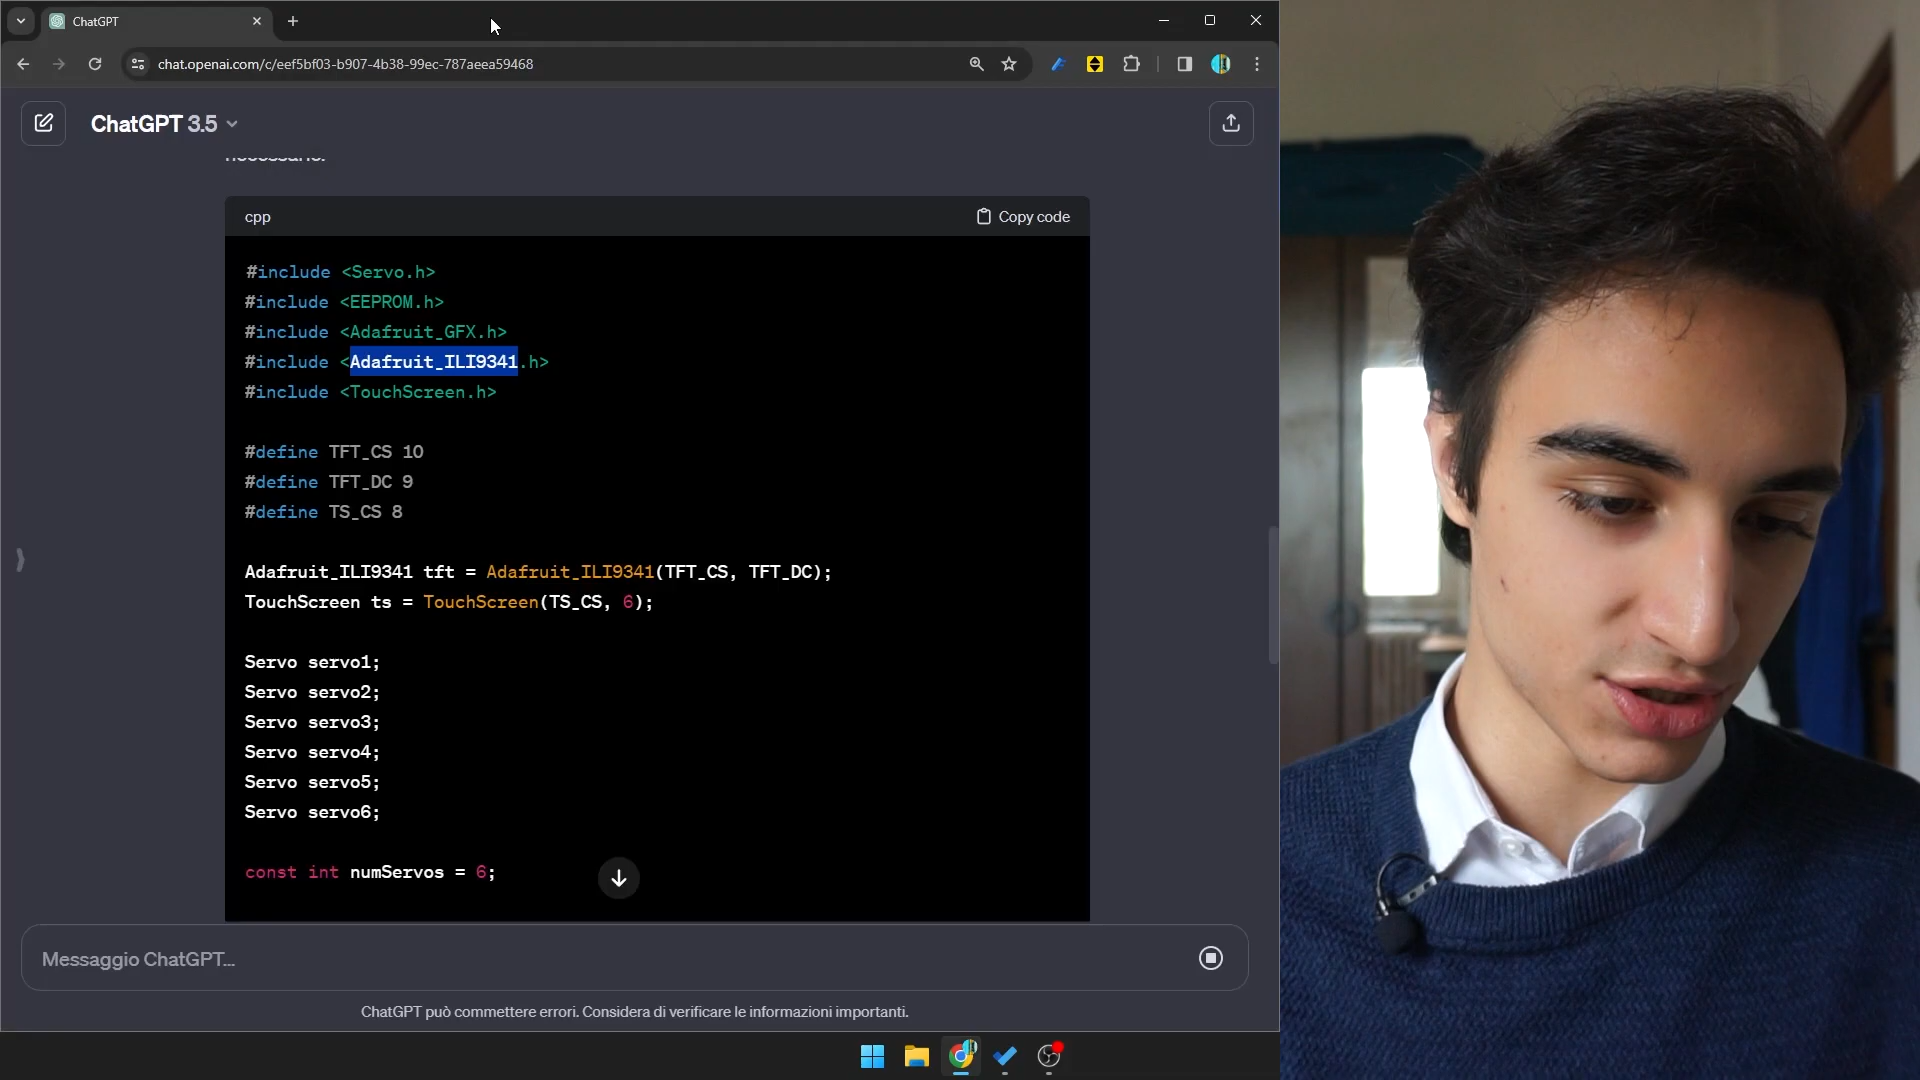 ChatGPT
chat.openai.com/c/eef5bf03-b907-4b38-99ec-787aeea59468
ChatGPT 3.5
necessario.
cpp
Copy code
#include <Servo.h>
#include <EEPROM.h>
#include <Adafruit_GFX.h>
#include <Adafruit_ILI9341.h>
#include <TouchScreen.h>
#define TFT_CS 10
#define TFT_DC 9
#define TS_CS 8
Adafruit_ILI9341 tft = Adafruit_ILI9341(TFT_CS, TFT_DC);
TouchScreen ts = TouchScreen(TS_CS, 6);
Servo servo1;
Servo servo2;
Servo servo3;
Servo servo4;
Servo servo5;
Servo servo6;
const int numServos = 6;
Messaggio ChatGPT...
ChatGPT può commettere errori. Considera di verificare le informazioni importanti.